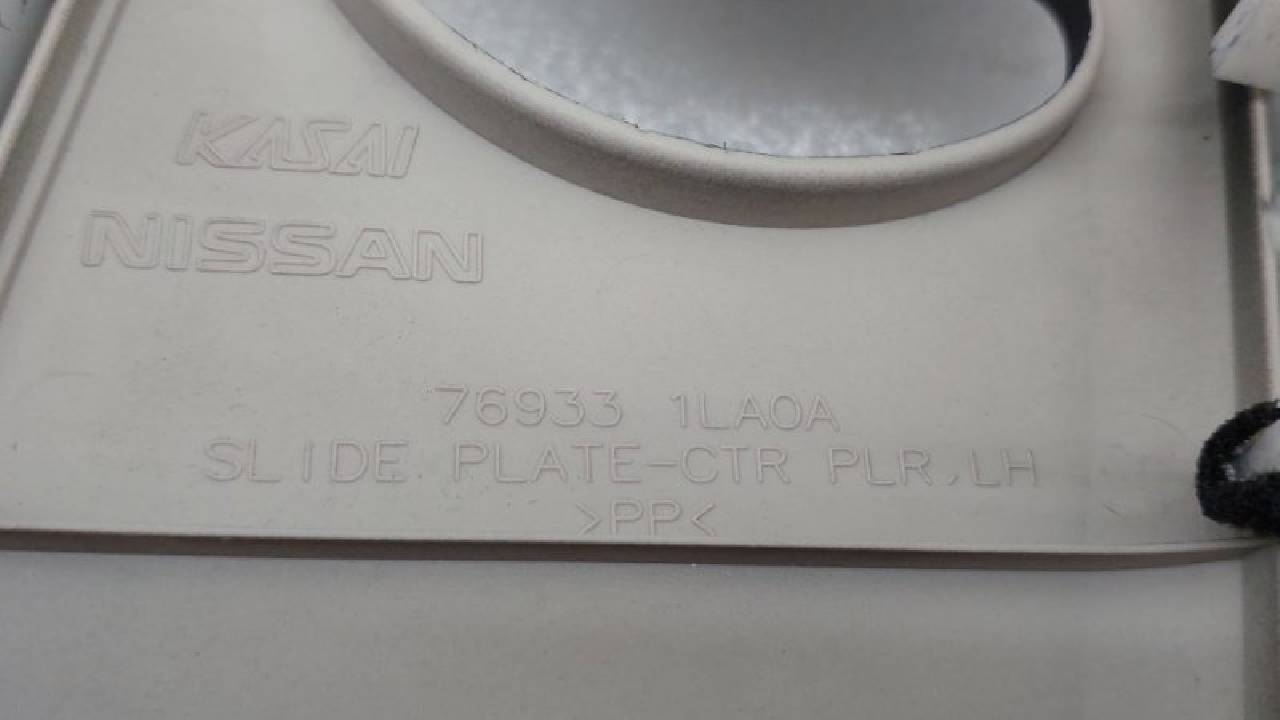 KASAI
NISSAN
76933 1LA0A
SLIDE PLATE-CTR PLR,LH
>PP<